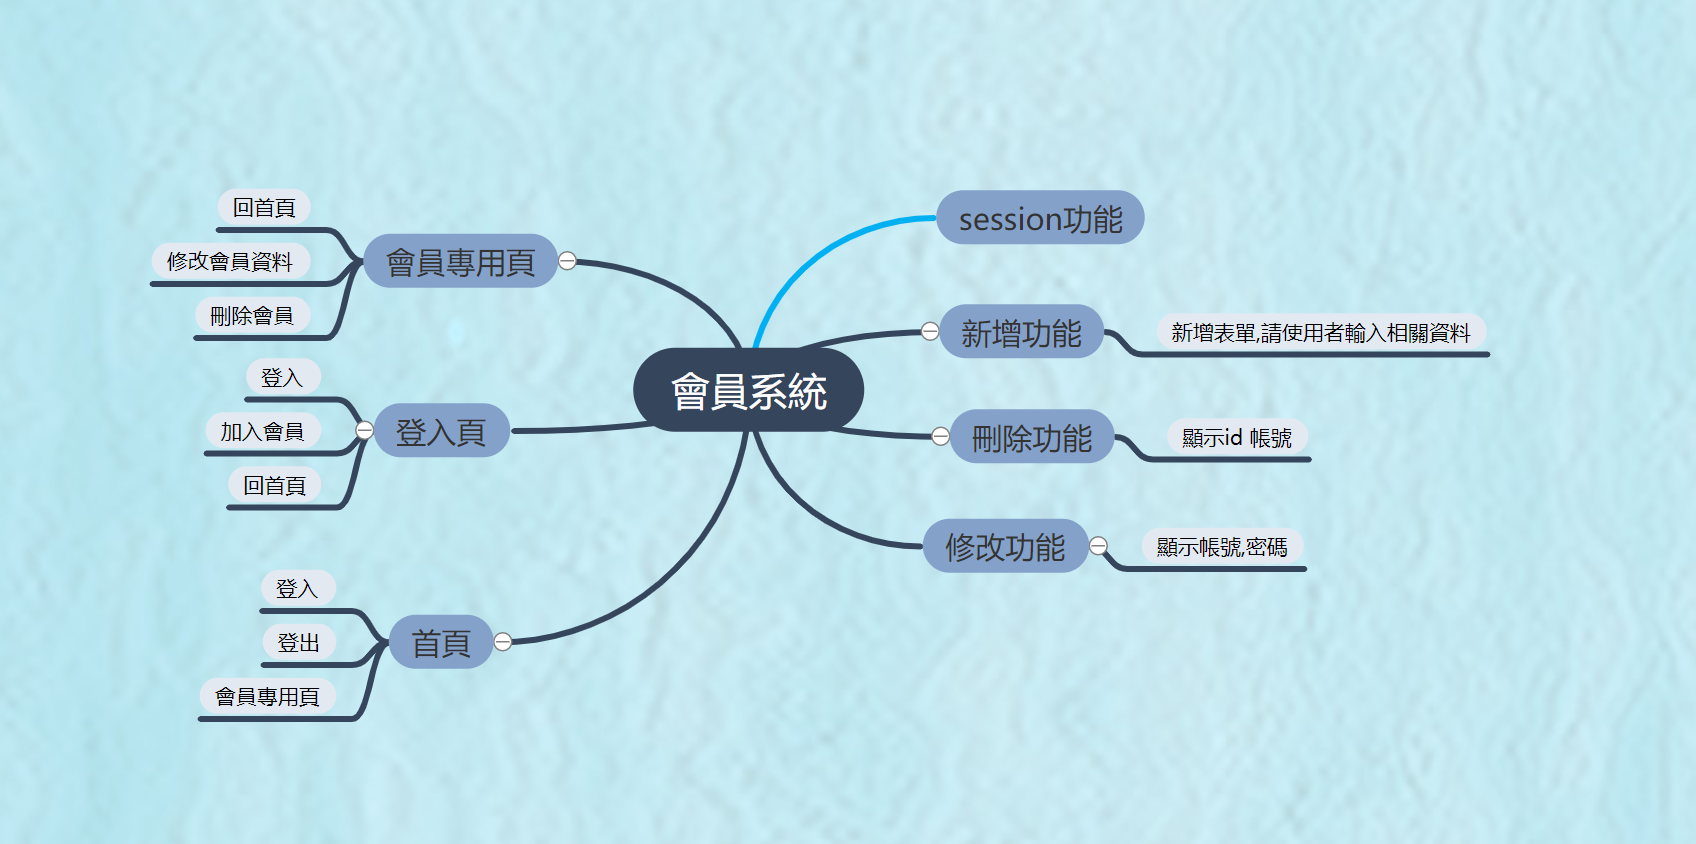 會員系統
session功能
新增功能
新增表單,請使用者輸入相關資料
刪除功能
顯示id 帳號
修改功能
顯示帳號,密碼
會員專用頁
回首頁
修改會員資料
刪除會員
登入頁
登入
加入會員
回首頁
首頁
登入
登出
會員專用頁